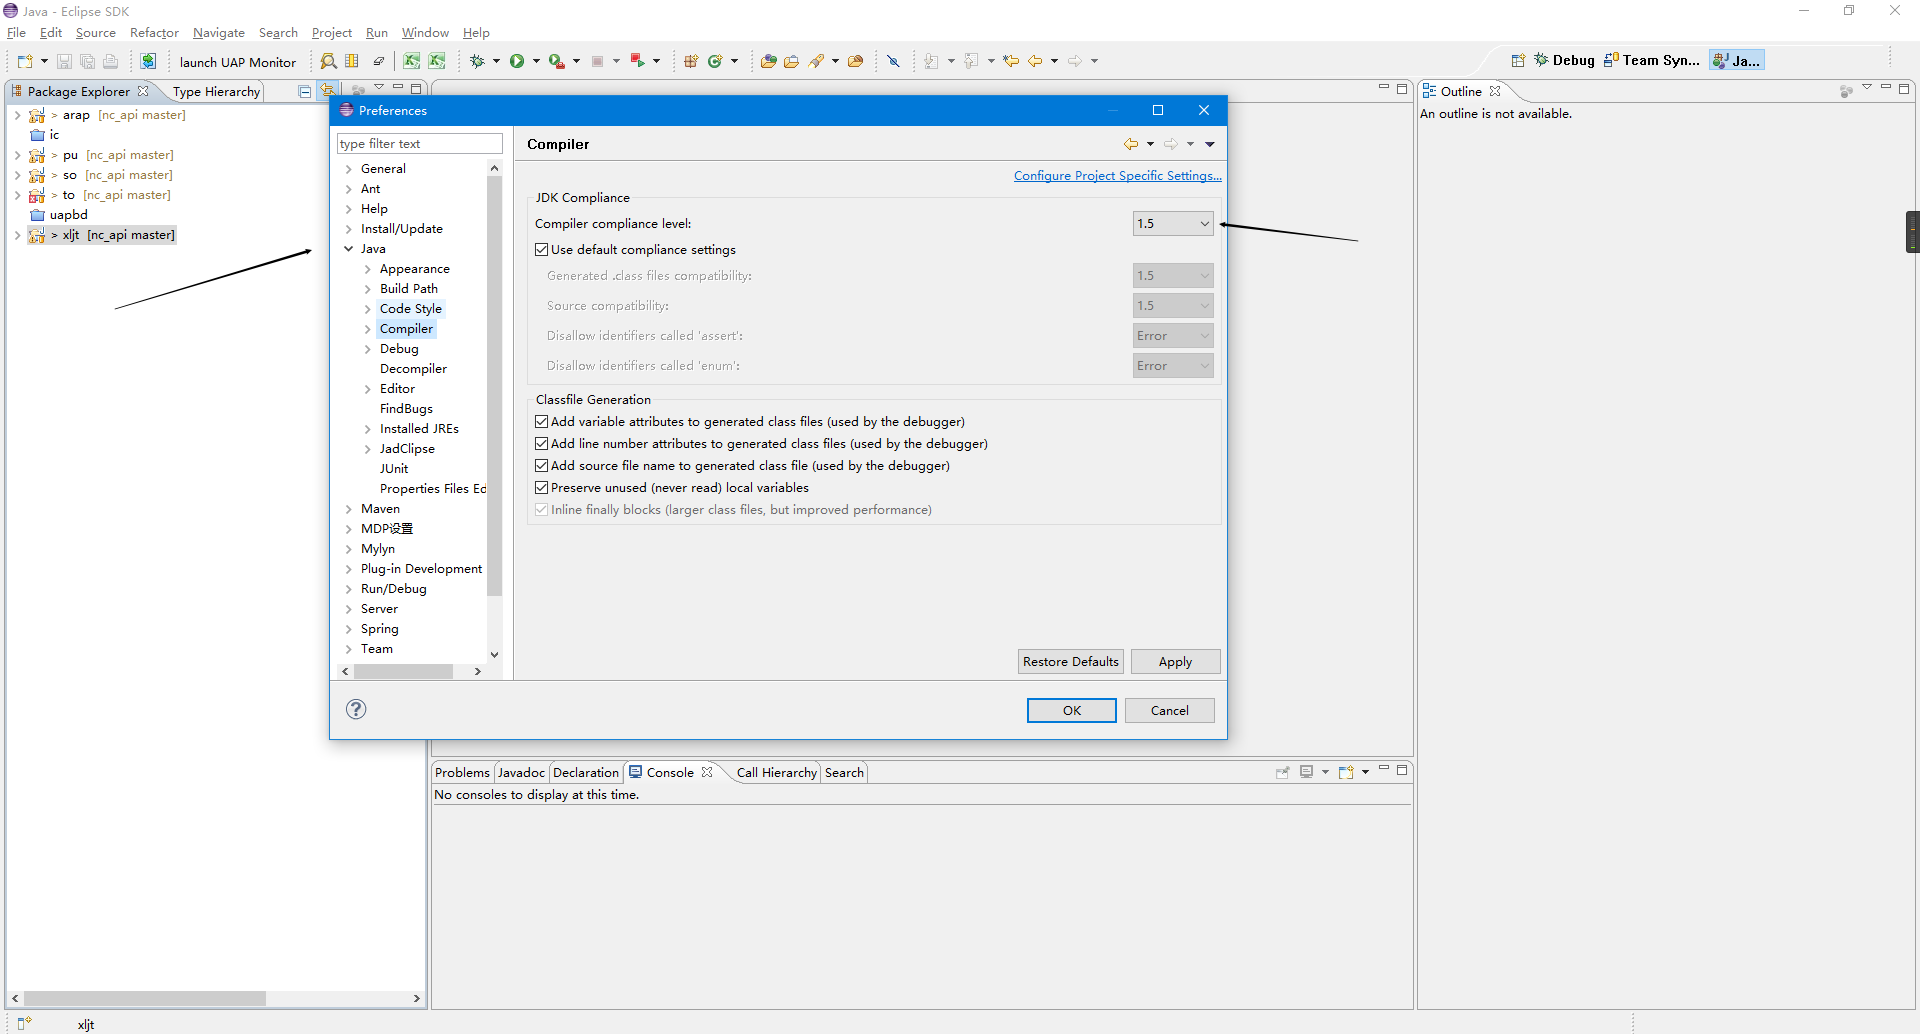 Java - Eclipse SDK
File Edit Source Refactor Navigate Search Project Run Window Help
launch UAP Monitor
Debug Team Syn... Ja...
Package Explorer Type Hierarchy
> arap [nc_api master]
ic
> pu [nc_api master]
> so [nc_api master]
> to [nc_api master]
uapbd
> xljt [nc_api master]
Preferences
type filter text
General
Ant
Help
Install/Update
Java
Appearance
Build Path
Code Style
Compiler
Debug
Decompiler
Editor
FindBugs
Installed JREs
JadClipse
JUnit
Properties Files Ed
Maven
MDP设置
Mylyn
Plug-in Development
Run/Debug
Server
Spring
Team
Compiler
Configure Project Specific Settings...
JDK Compliance
Compiler compliance level: 1.5
Use default compliance settings
Generated .class files compatibility: 1.5
Source compatibility: 1.5
Disallow identifiers called 'assert': Error
Disallow identifiers called 'enum': Error
Classfile Generation
Add variable attributes to generated class files (used by the debugger)
Add line number attributes to generated class files (used by the debugger)
Add source file name to generated class file (used by the debugger)
Preserve unused (never read) local variables
Inline finally blocks (larger class files, but improved performance)
Restore Defaults Apply
OK Cancel
Outline
An outline is not available.
Problems Javadoc Declaration Console Call Hierarchy Search
No consoles to display at this time.
xljt